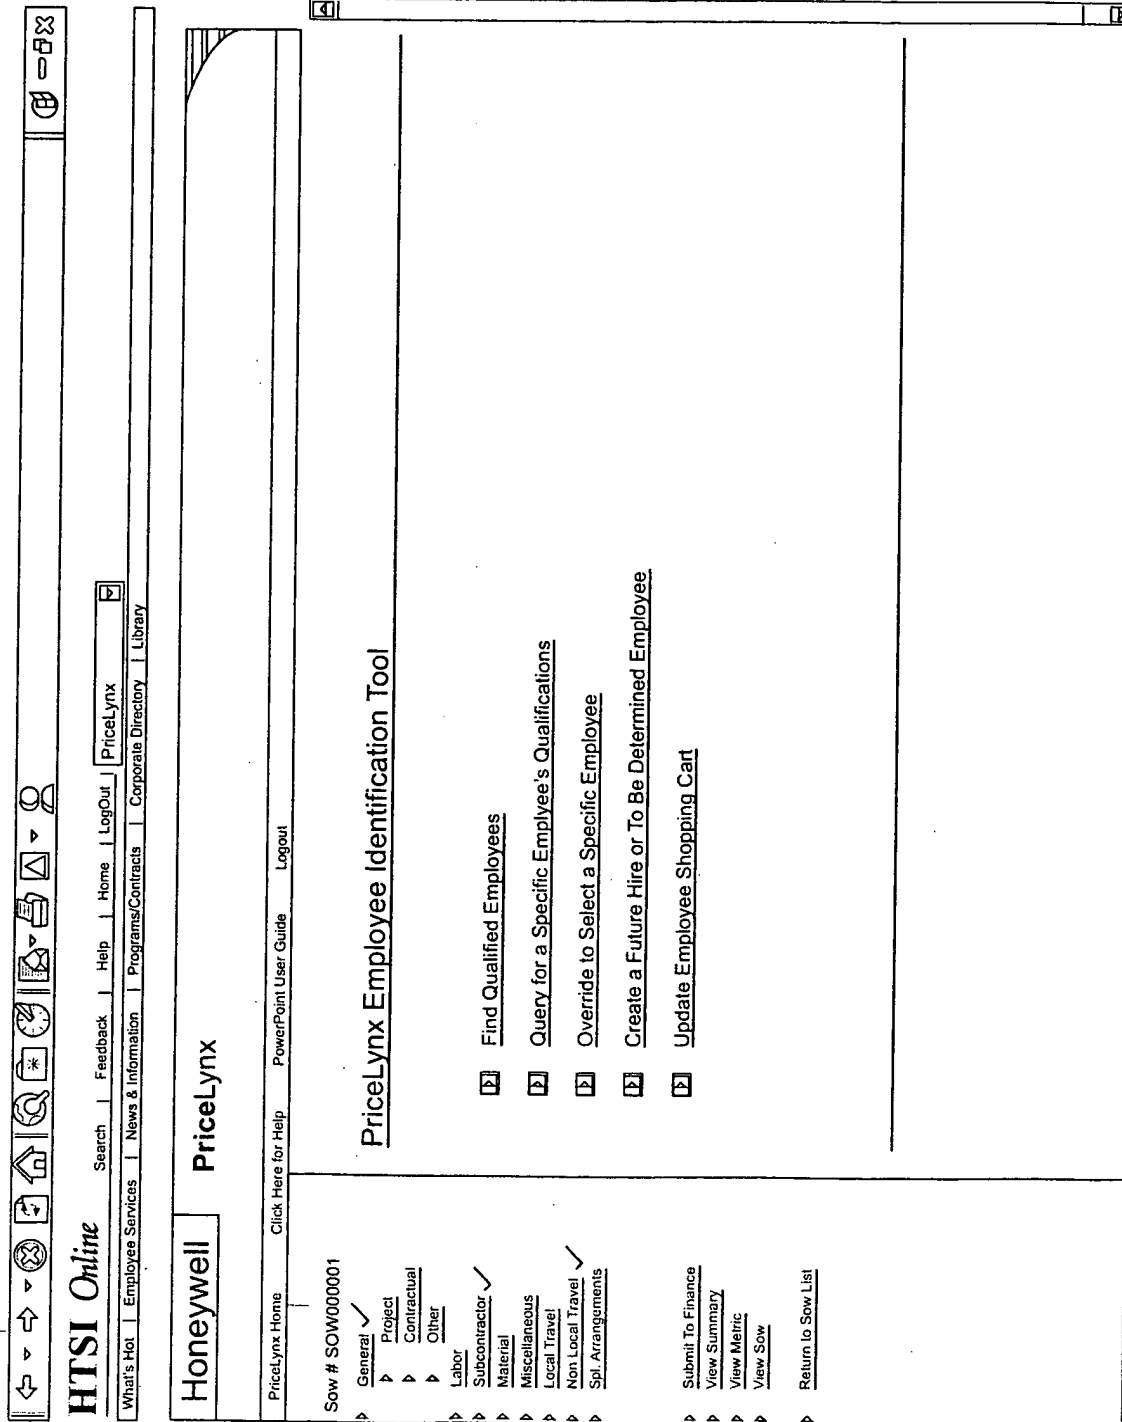 HTSI Online
Search | Feedback | Help | Home | LogOut | PriceLynx
What's Hot | Employee Services | News & Information | Programs/Contracts | Corporate Directory | Library
Honeywell PriceLynx
PriceLynx Home Click Here for Help PowerPoint User Guide Logout
Sow # SOW000001
General
Project
Contractual
Other
Labor
Subcontractor
Material
Miscellaneous
Local Travel
Non Local Travel
Spl. Arrangements
Submit To Finance
View Summary
View Metric
View Sow
Return to Sow List
PriceLynx Employee Identification Tool
Find Qualified Employees
Query for a Specific Emplyee's Qualifications
Override to Select a Specific Employee
Create a Future Hire or To Be Determined Employee
Update Employee Shopping Cart